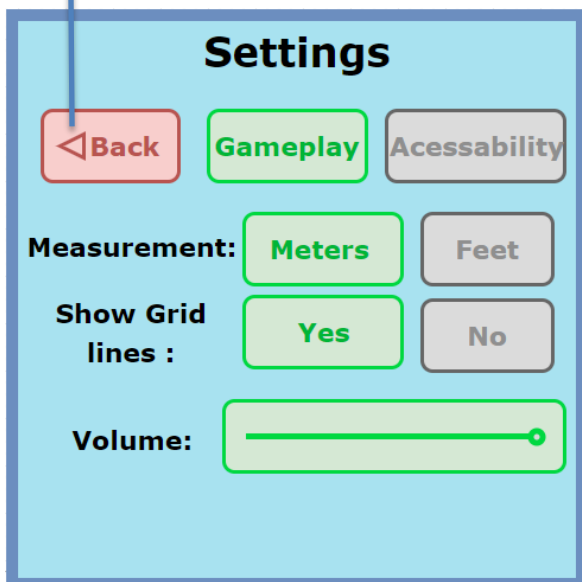 Settings
Back Gameplay Acessability
Measurement: Meters Feet
Show Grid
lines : Yes No
Volume: